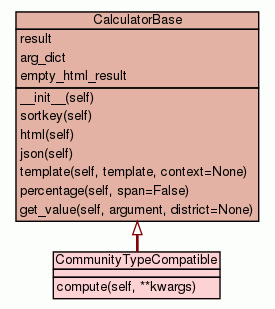 CalculatorBase
result
arg_dict
empty_html_result
__init__(self)
sortkey(self)
html(self)
json(self)
template(self, template, context=None)
percentage(self, span=False)
get_value(self, argument, district=None)
CommunityTypeCompatible
compute(self, **kwargs)